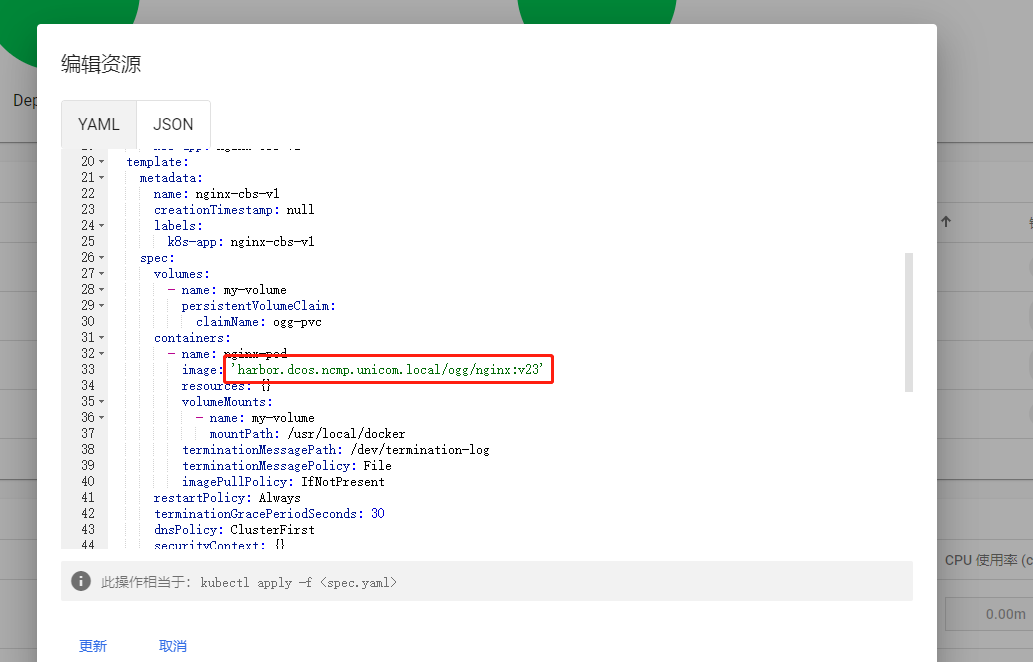 编辑资源
Dep
YAML
JSON
20 template:
21 metadata:
22 name: nginx-cbs-v1
23 creationTimestamp: null
24 labels:
25 k8s-app: nginx-cbs-v1
26 spec:
27 volumes:
28 - name: my-volume
29 persistentVolumeClaim:
30 claimName: ogg-pvc
31 containers:
32 - name: nginx-pod
33 image: 'harbor.dcos.ncmp.unicom.local/ogg/nginx:v23'
34 resources: {}
35 volumeMounts:
36 - name: my-volume
37 mountPath: /usr/local/docker
38 terminationMessagePath: /dev/termination-log
39 terminationMessagePolicy: File
40 imagePullPolicy: IfNotPresent
41 restartPolicy: Always
42 terminationGracePeriodSeconds: 30
43 dnsPolicy: ClusterFirst
44 securityContext: {}
CPU 使用率 (c
此操作相当于: kubectl apply -f <spec.yaml>
0.00m
更新
取消